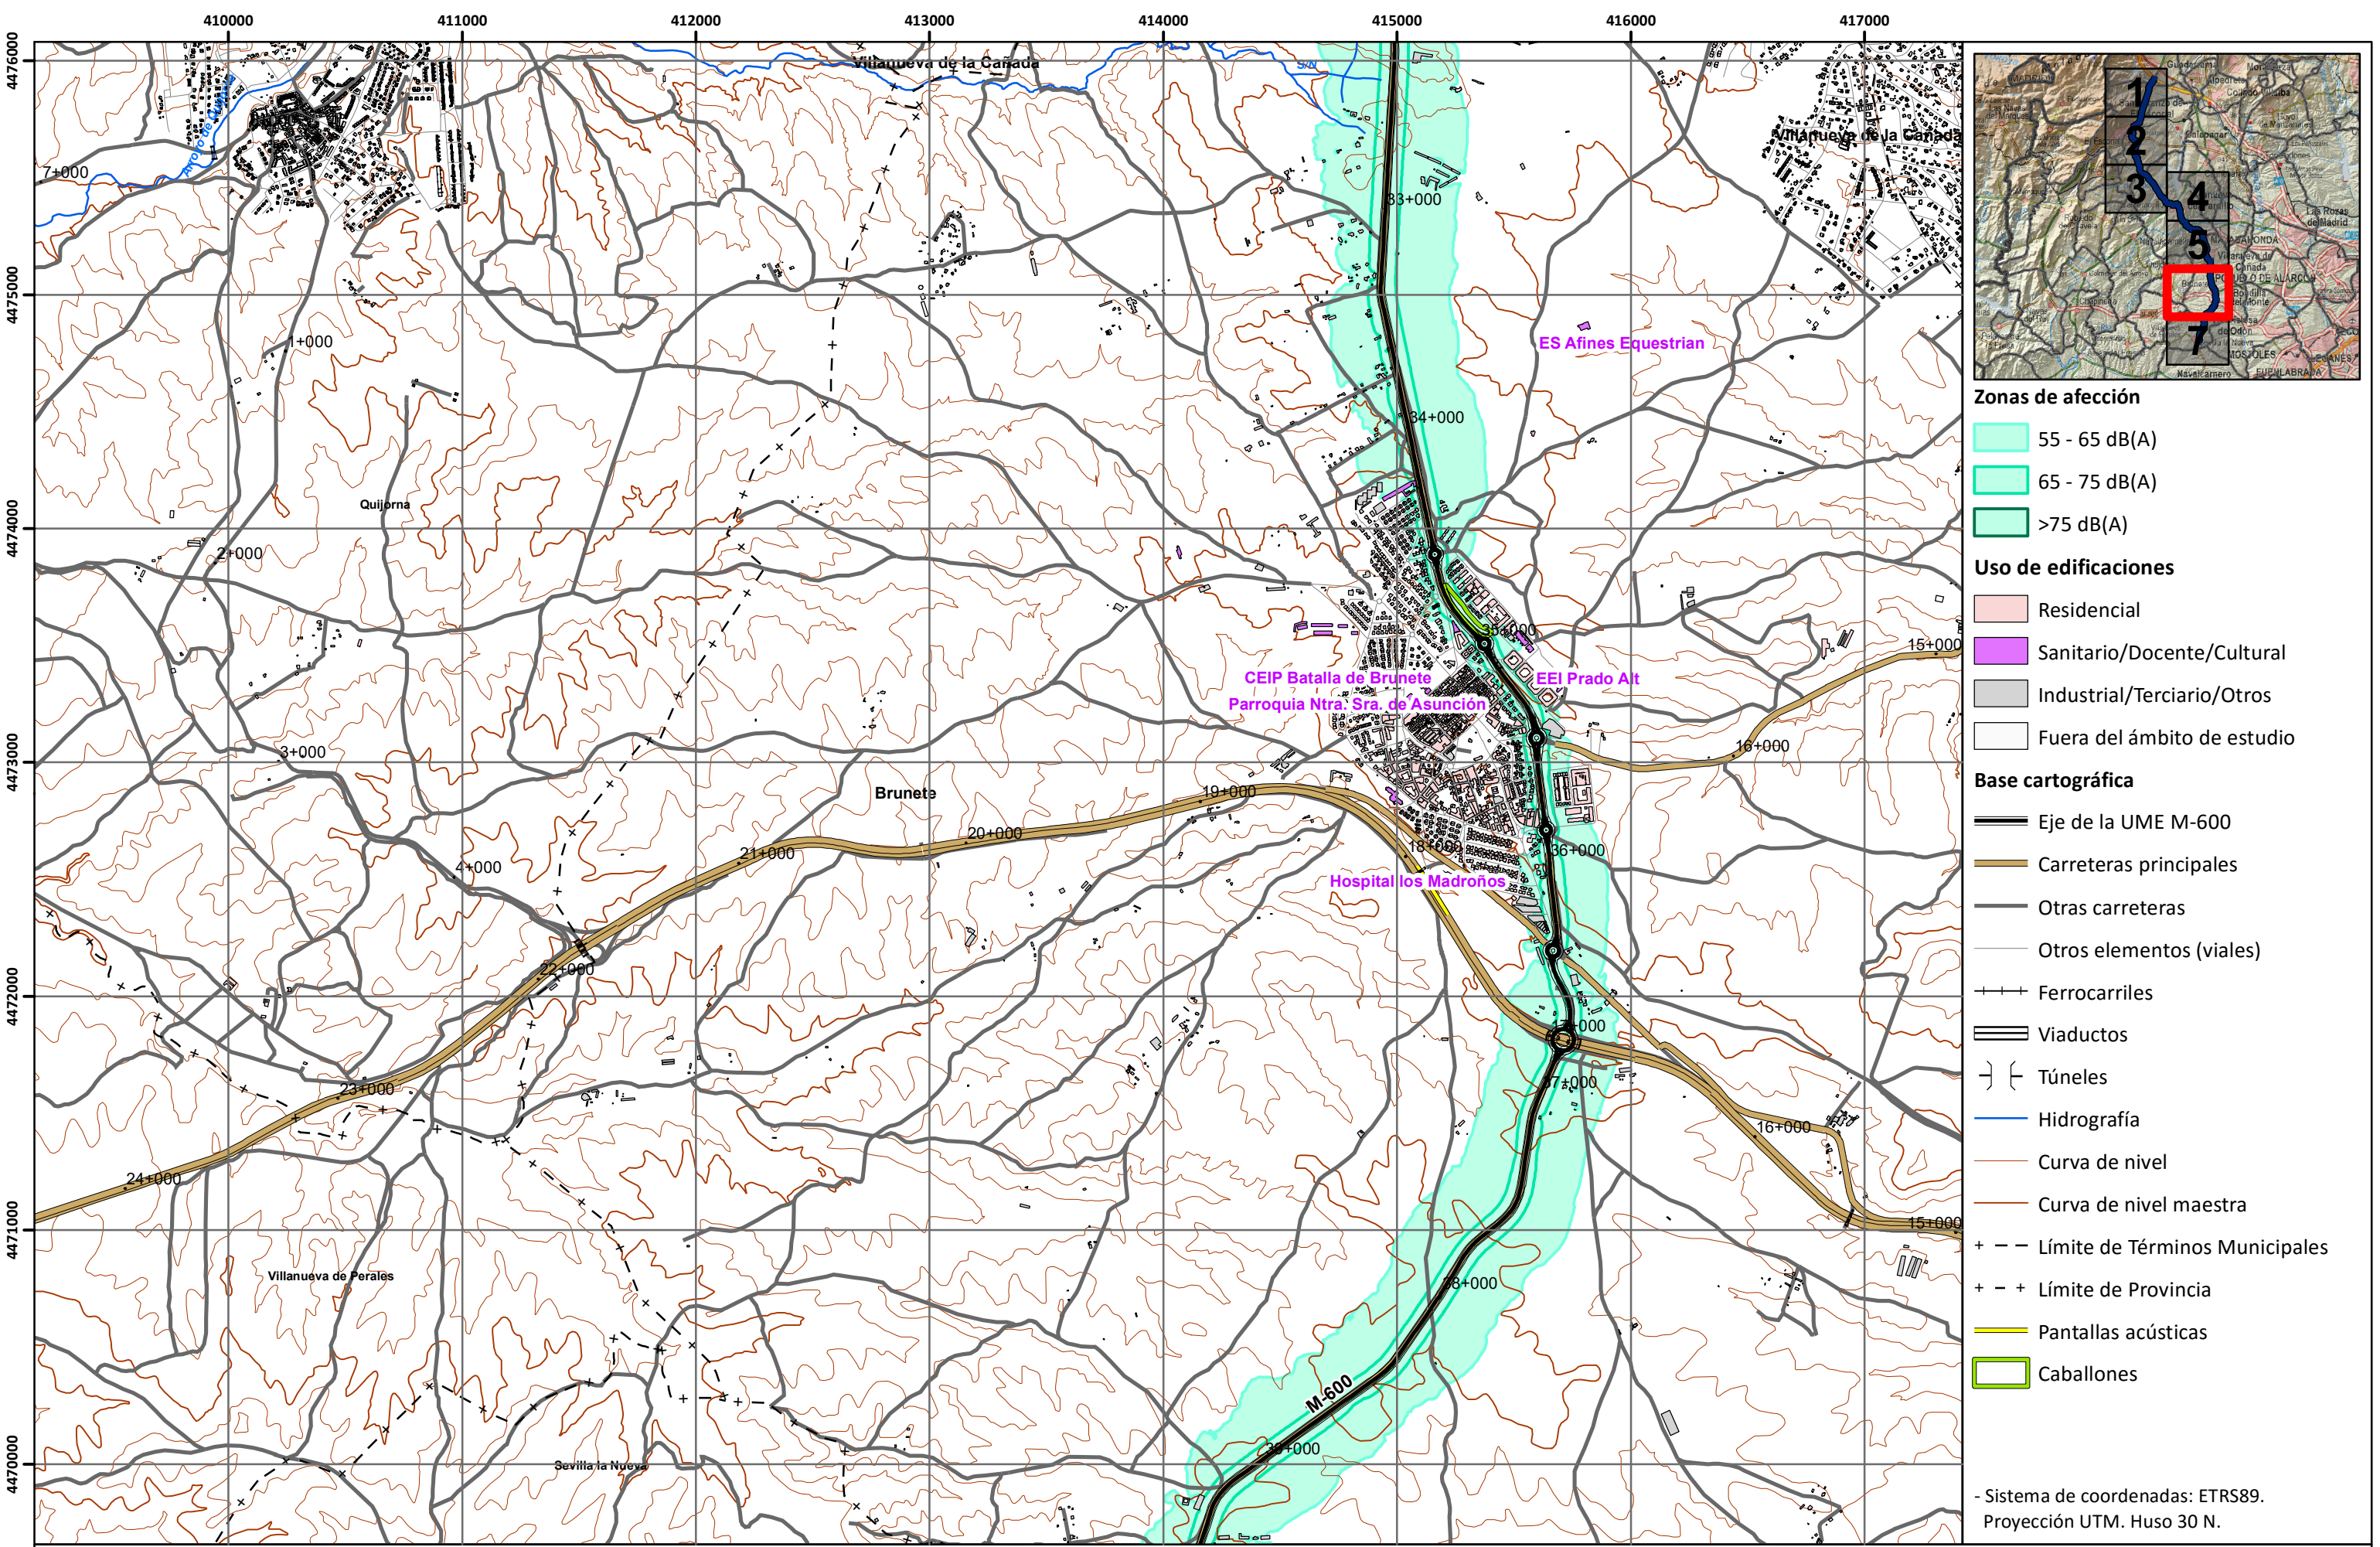 410000
411000
412000
413000
414000
415000
416000
417000
4476000
4475000
4474000
4473000
4472000
4471000
4470000
Villanueva de la Cañada
S/N
7+000
Villanueva de la Cañada
33+000
1+000
ES Afines Equestrian
34+000
Quijorna
2+000
35+000
15+000
CEIP Batalla de Brunete
EEI Prado Alt
Parroquia Ntra. Sra. de Asunción
3+000
16+000
Brunete
19+000
20+000
18+000
36+000
21+000
4+000
Hospital los Madroños
22+000
17+000
37+000
23+000
16+000
24+000
15+000
Villanueva de Perales
38+000
M-600
39+000
Sevilla la Nueva
1
2
3
4
5
7
Navalcarnero
FUENLABRADA
Zonas de afección
55 - 65 dB(A)
65 - 75 dB(A)
>75 dB(A)
Uso de edificaciones
Residencial
Sanitario/Docente/Cultural
Industrial/Terciario/Otros
Fuera del ámbito de estudio
Base cartográfica
Eje de la UME M-600
Carreteras principales
Otras carreteras
Otros elementos (viales)
Ferrocarriles
Viaductos
Túneles
Hidrografía
Curva de nivel
Curva de nivel maestra
Límite de Términos Municipales
Límite de Provincia
Pantallas acústicas
Caballones
- Sistema de coordenadas: ETRS89.
Proyección UTM. Huso 30 N.